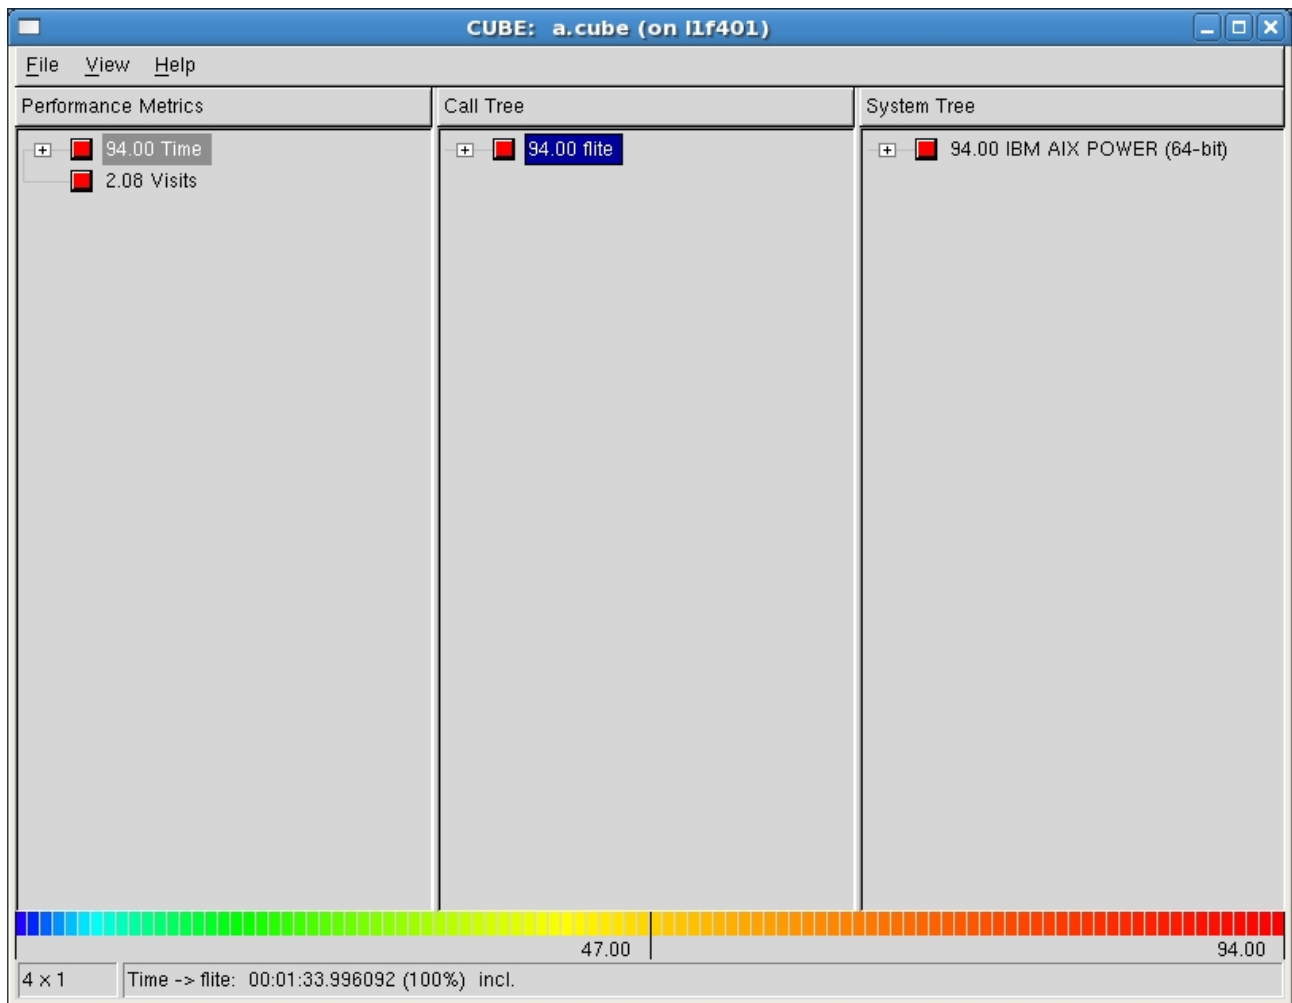 CUBE: a.cube (on l1f401)
File View Help
Performance Metrics
Call Tree
System Tree
94.00 Time
2.08 Visits
94.00 flite
94.00 IBM AIX POWER (64-bit)
47.00
94.00
4 × 1
Time -> flite: 00:01:33.996092 (100%) incl.